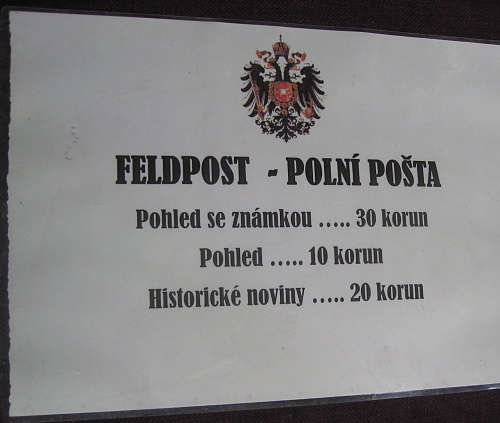 FELDPOST - POLNÍ POŠTA
Pohled se známkou ..... 30 korun
Pohled ..... 10 korun
Historické noviny ..... 20 korun